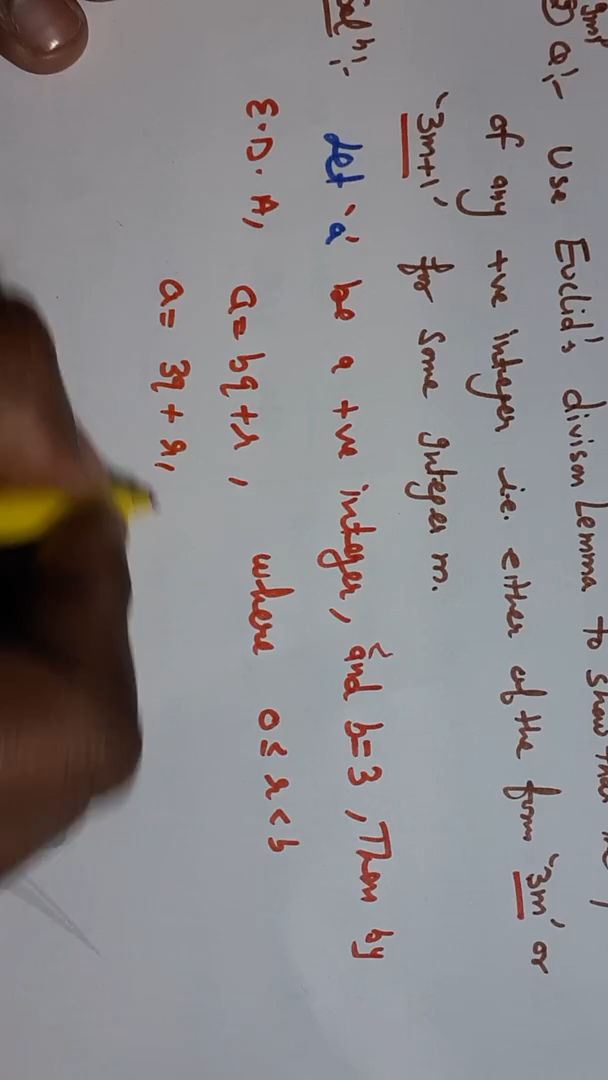 Q:- Use Euclid's divison Lemma to show that
of any +ve integer i.e. either of the form '3m' or
'3m+1' for some integer m.
Sol^n:- Let 'a' be a +ve integer, and b=3, Then by
E.D.A, a = bq + r, where 0 ≤ r < b
a = 3q + r,